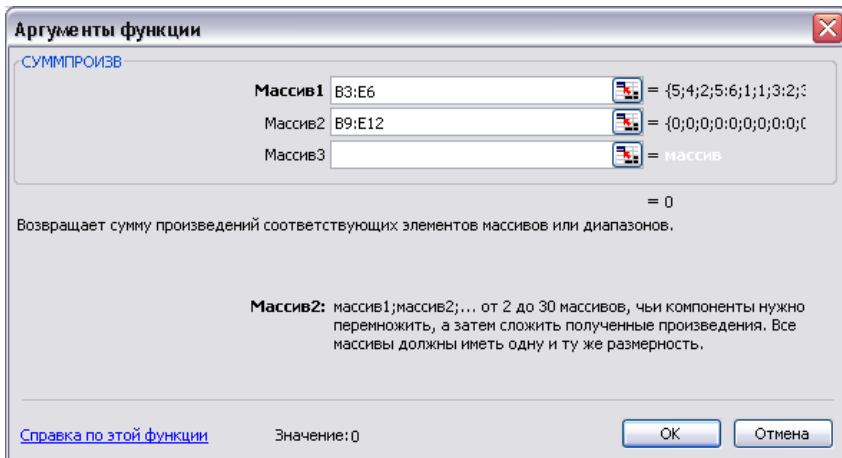 Аргументы функции
СУММПРОИЗВ
Массив1 B3:E6 = {5;4;2;5:6;1;1;3:2;3
Массив2 B9:E12 = {0;0;0;0:0;0;0;0:0;0
Массив3 = массив
= 0
Возвращает сумму произведений соответствующих элементов массивов или диапазонов.
Массив2: массив1;массив2;... от 2 до 30 массивов, чьи компоненты нужно
перемножить, а затем сложить полученные произведения. Все
массивы должны иметь одну и ту же размерность.
Справка по этой функции Значение:0 ОК Отмена